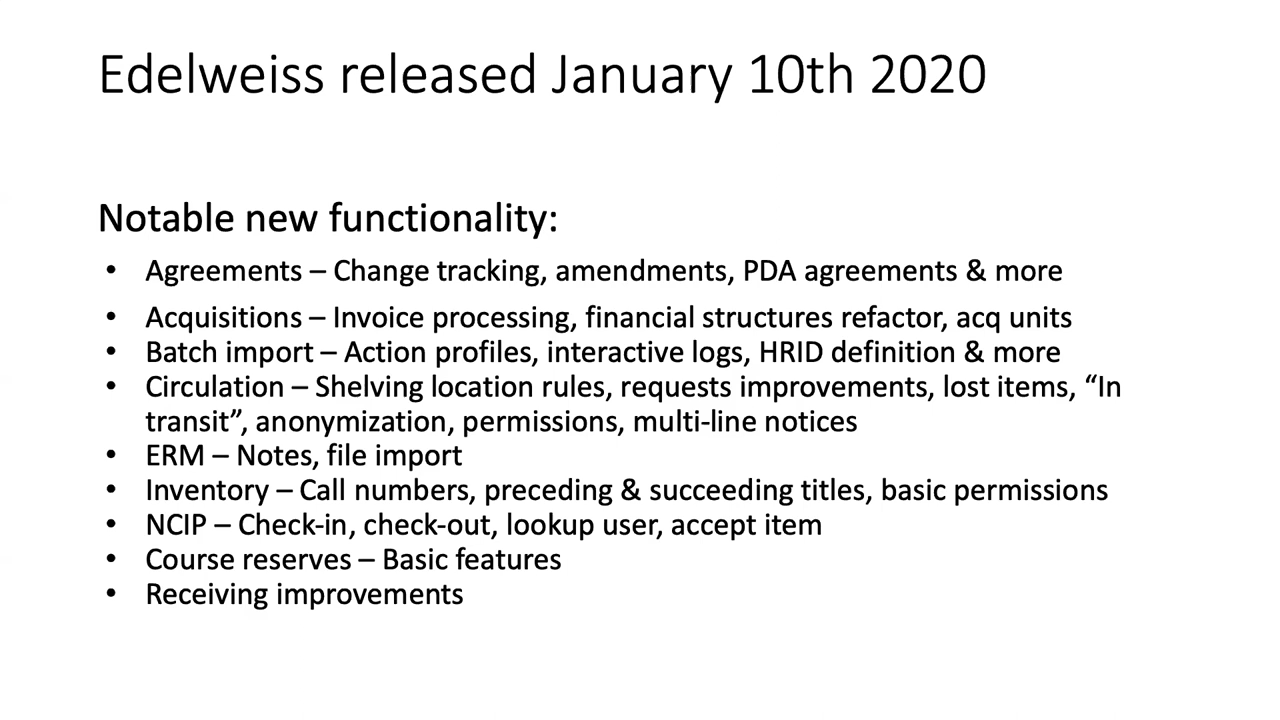 Edelweiss released January 10th 2020
Notable new functionality:
• Agreements – Change tracking, amendments, PDA agreements & more
• Acquisitions – Invoice processing, financial structures refactor, acq units
• Batch import – Action profiles, interactive logs, HRID definition & more
• Circulation – Shelving location rules, requests improvements, lost items, “In
transit”, anonymization, permissions, multi-line notices
• ERM – Notes, file import
• Inventory – Call numbers, preceding & succeeding titles, basic permissions
• NCIP – Check-in, check-out, lookup user, accept item
• Course reserves – Basic features
• Receiving improvements